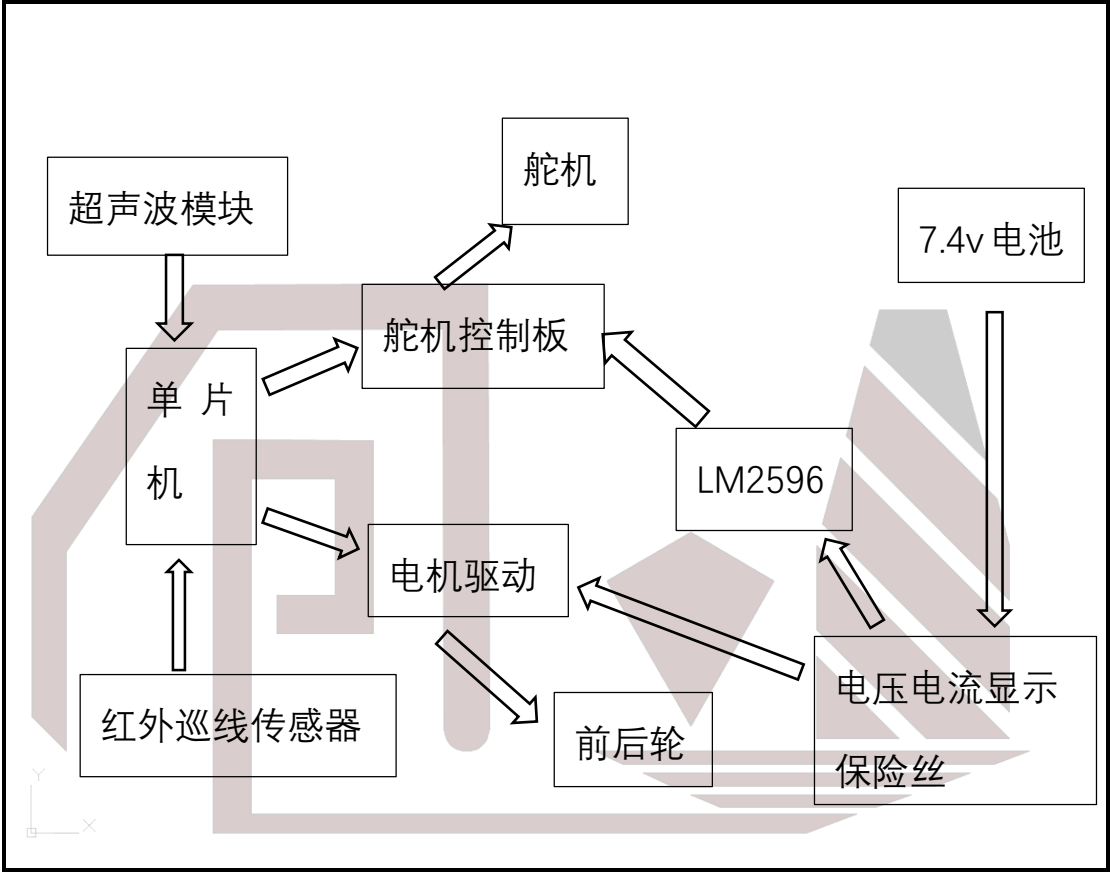 舵机
超声波模块
7.4v 电池
舵机控制板
单 片
机
LM2596
电机驱动
电压电流显示
保险丝
红外巡线传感器
前后轮
Y
X